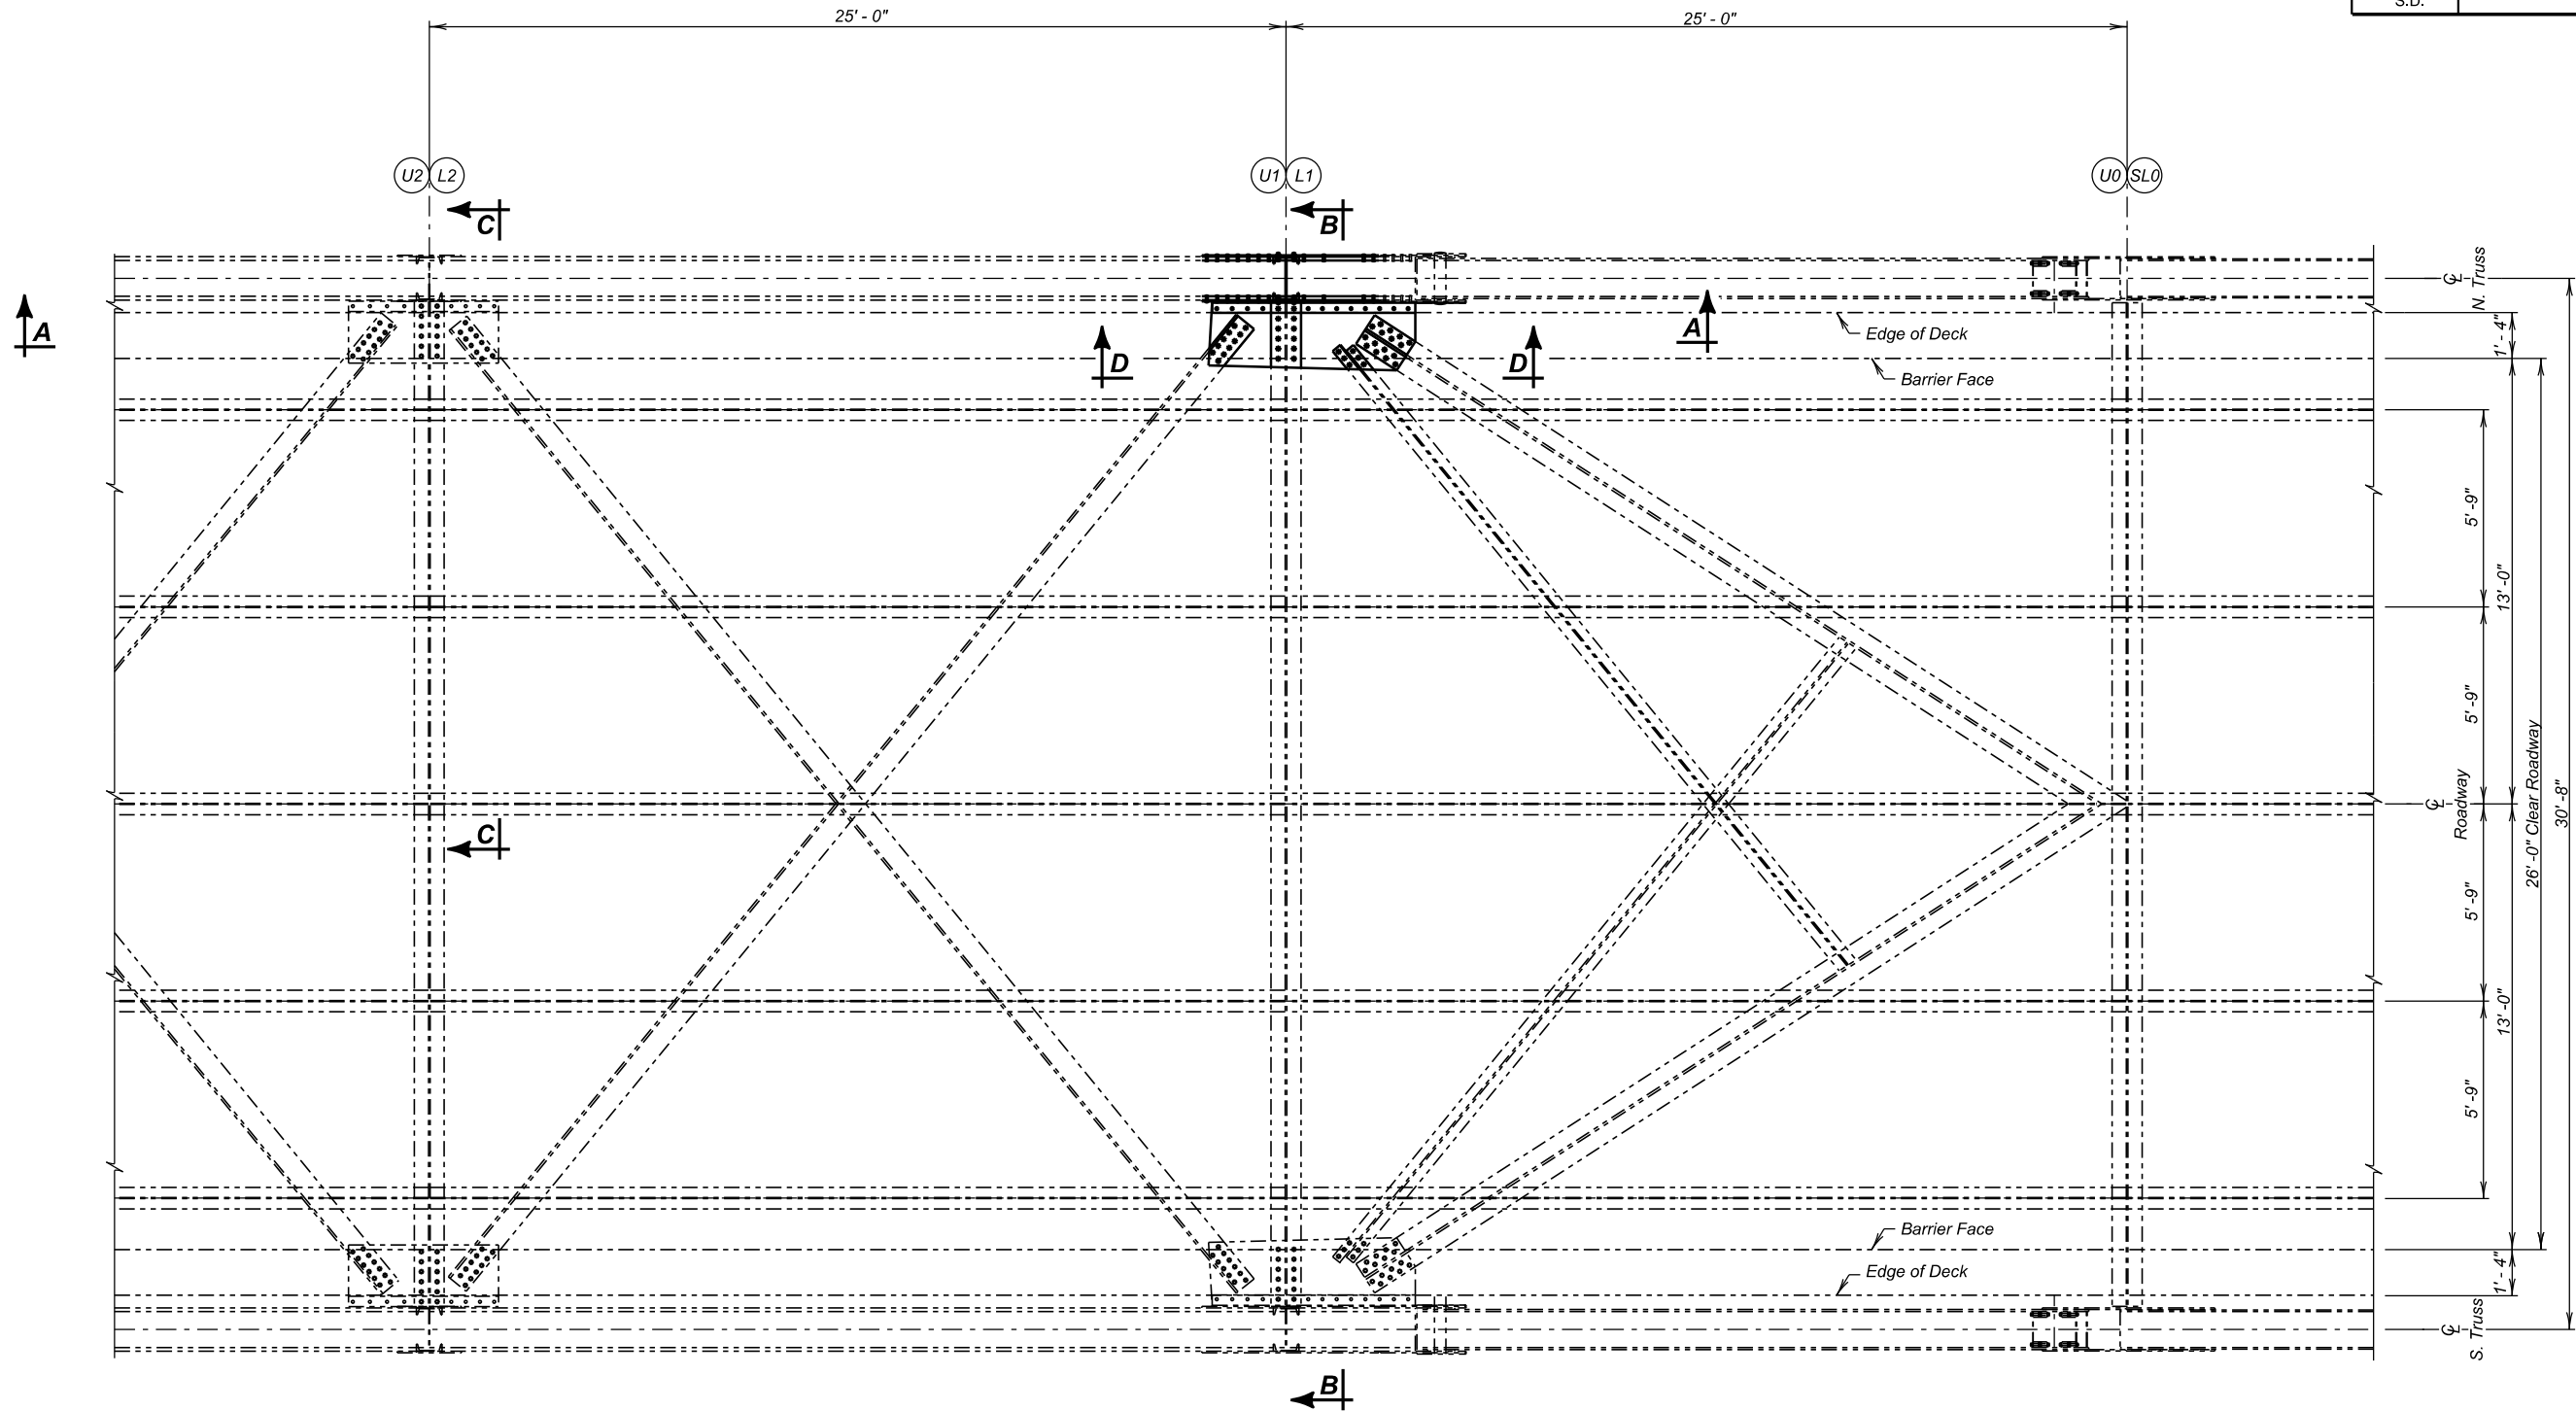 S.D.
25' - 0"
25' - 0"
U2 L2
U1 L1
U0 SL0
C
B
A
D
D
A
Edge of Deck
Barrier Face
℄ N. Truss
1' - 4"
5' -9"
13' -0"
5' -9"
℄ Roadway
26' -0" Clear Roadway
30' -8"
C
5' -9"
13' -0"
5' -9"
Barrier Face
Edge of Deck
1' - 4"
℄ S. Truss
B